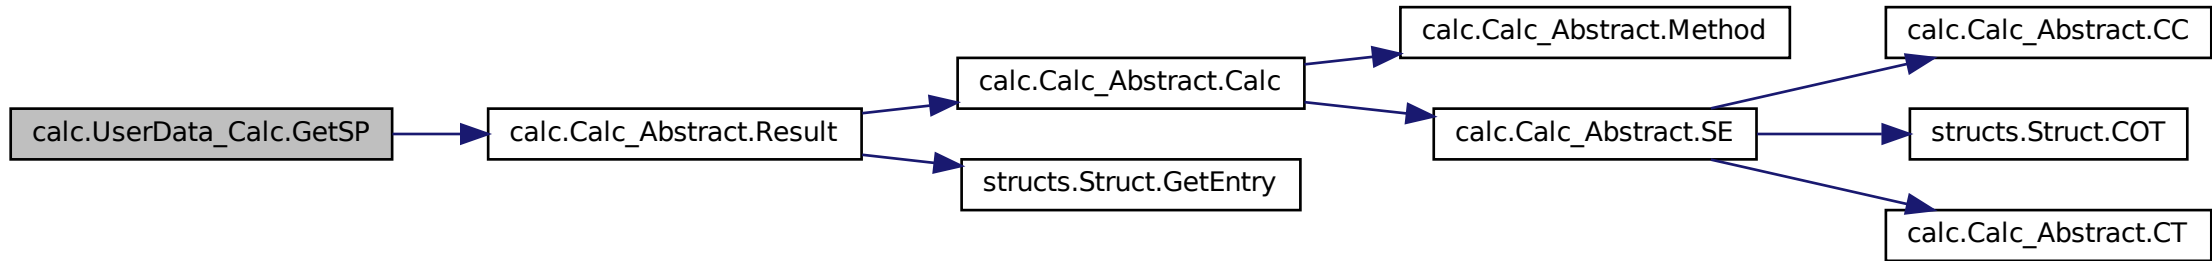 calc.UserData_Calc.GetSP
calc.Calc_Abstract.Result
calc.Calc_Abstract.Calc
structs.Struct.GetEntry
calc.Calc_Abstract.Method
calc.Calc_Abstract.SE
calc.Calc_Abstract.CC
structs.Struct.COT
calc.Calc_Abstract.CT